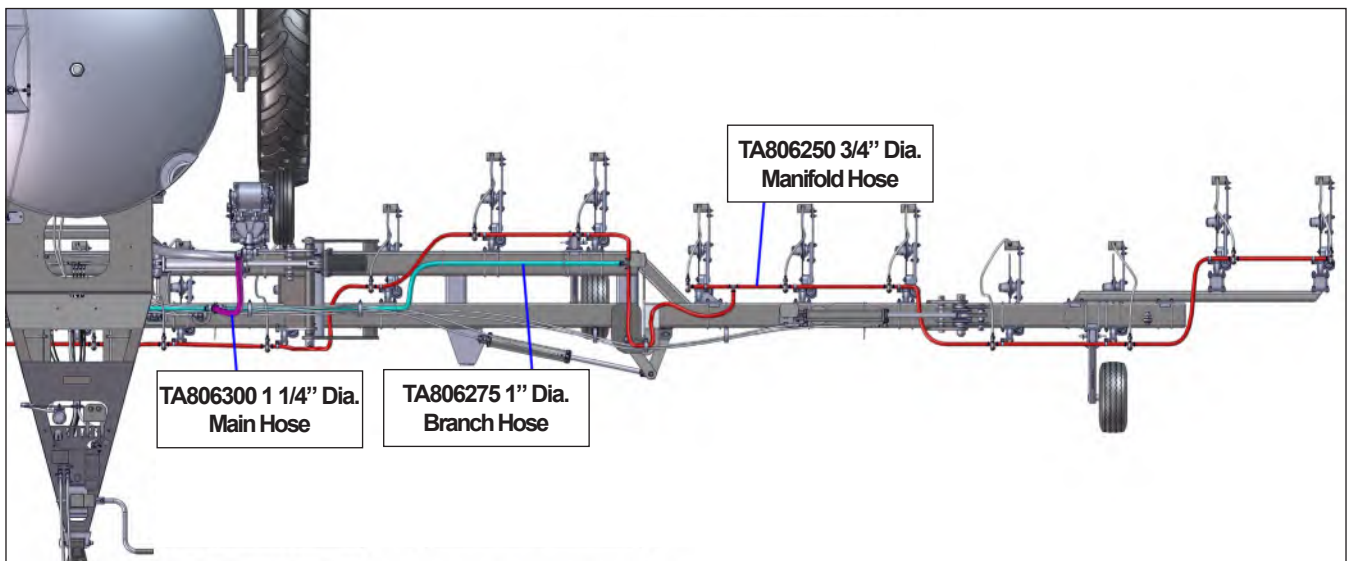 TA806250 3/4” Dia.
Manifold Hose
TA806300 1 1/4” Dia.
Main Hose
TA806275 1” Dia.
Branch Hose